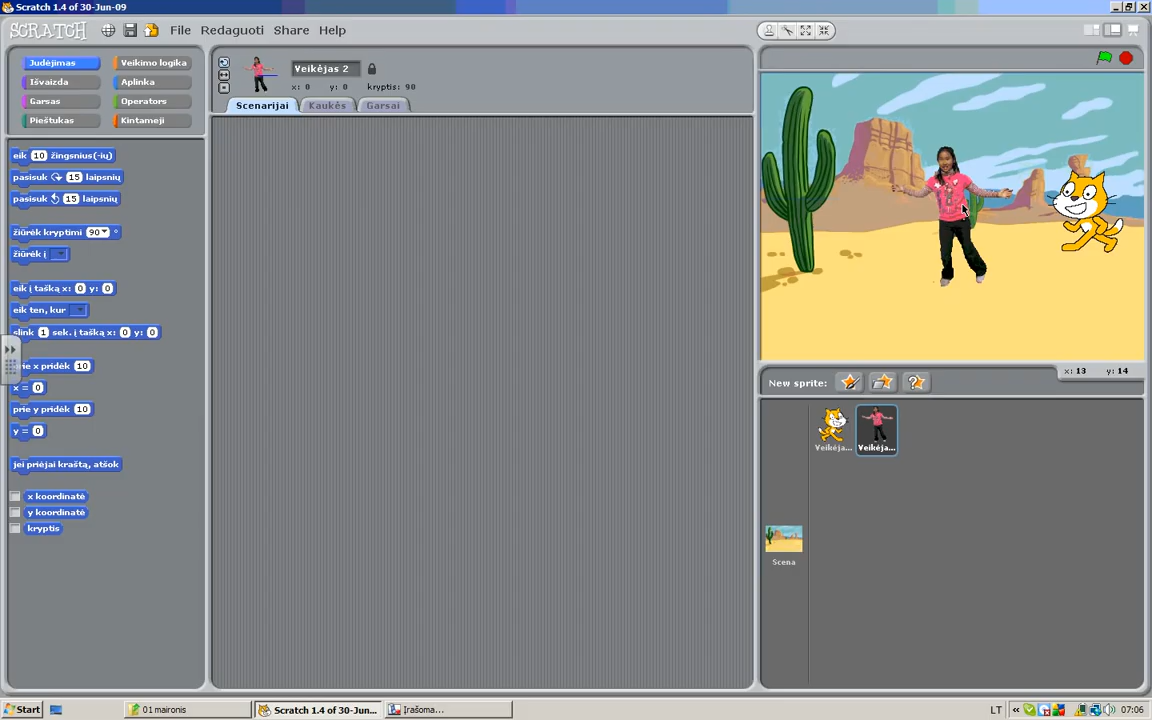 Scratch 1.4 of 30-Jun-09
SCRATCH File Redaguoti Share Help
Judėjimas Veikimo logika
Išvaizda Aplinka
Garsas Operators
Pieštukas Kintameji
Veikėjas 2
x: 0 y: 0 kryptis: 90
Scenarijai Kaukės Garsai
eik 10 žingsnius(-ių)
pasisuk 15 laipsnių
pasisuk 15 laipsnių
žiūrėk kryptimi 90 °
žiūrėk į
eik į tašką x: 0 y: 0
eik ten, kur
slink 1 sek. į tašką x: 0 y: 0
rie x pridėk 10
x = 0
prie y pridėk 10
y = 0
jei priėjai kraštą, atšok
x koordinatė
y koordinatė
kryptis
x: 13 y: 14
New sprite:
Veikėja... Veikėja...
Scena
Start 01 maironis Scratch 1.4 of 30-Jun... Irašoma... LT « 07:06